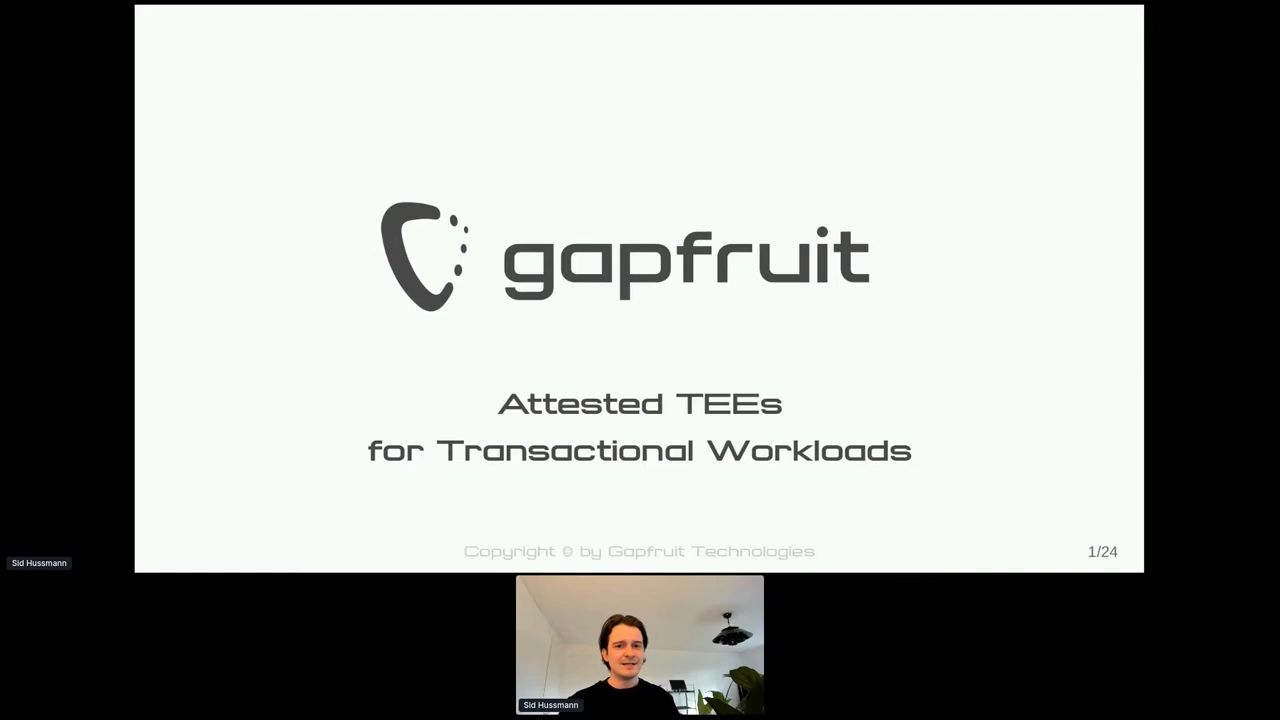 gapfruit
Attested TEEs
for Transactional Workloads
Copyright © by Gapfruit Technologies
1/24
Sid Hussmann
Sid Hussmann